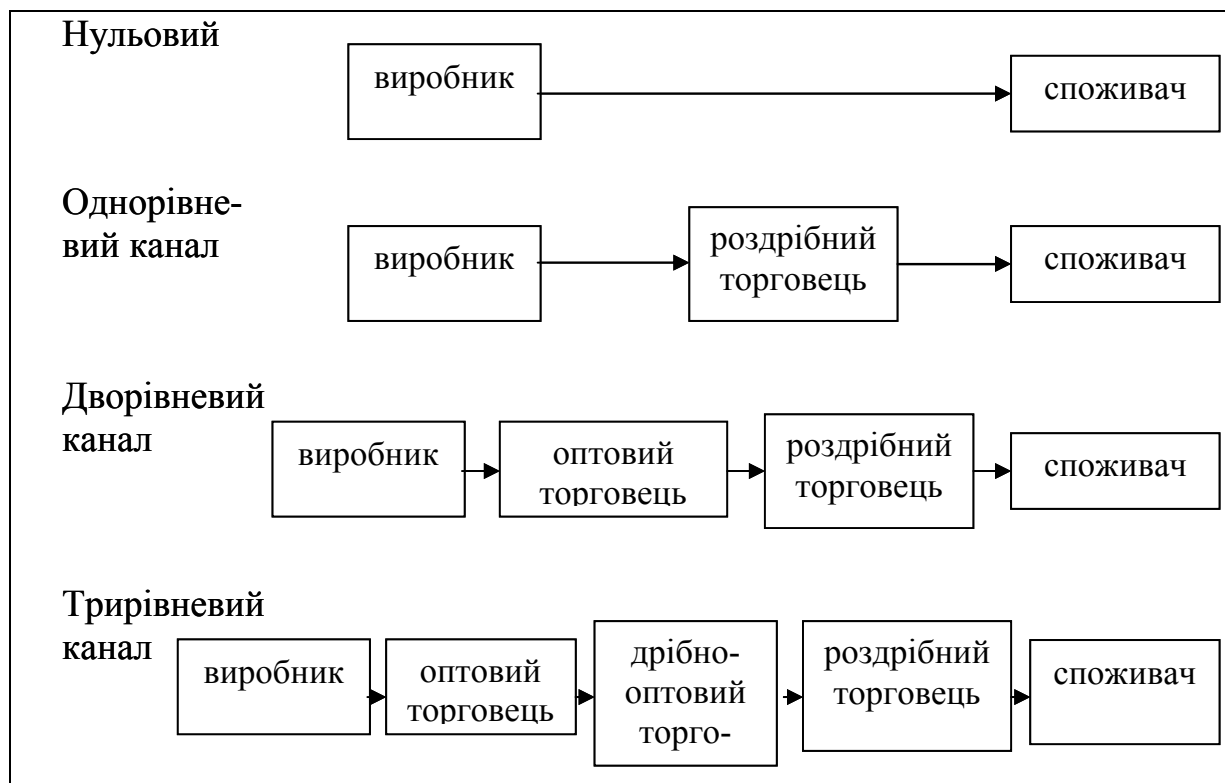 Нульовий
виробник
споживач
Однорівне-
вий канал
виробник
роздрібний
торговець
споживач
Дворівневий
канал
виробник
оптовий
торговець
роздрібний
торговець
споживач
Трирівневий
канал
виробник
оптовий
торговець
дрібно-
оптовий
торго-
роздрібний
торговець
споживач